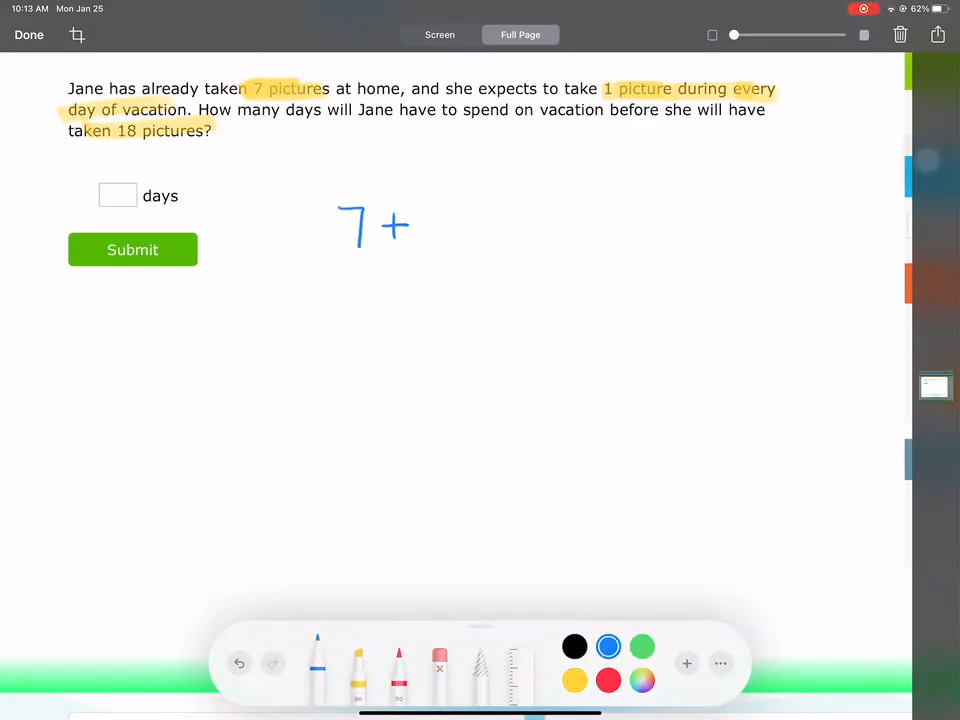 10:13 AM Mon Jan 25 62%
Done Screen Full Page
Jane has already taken 7 pictures at home, and she expects to take 1 picture during every
day of vacation. How many days will Jane have to spend on vacation before she will have
taken 18 pictures?
days
7 +
Submit